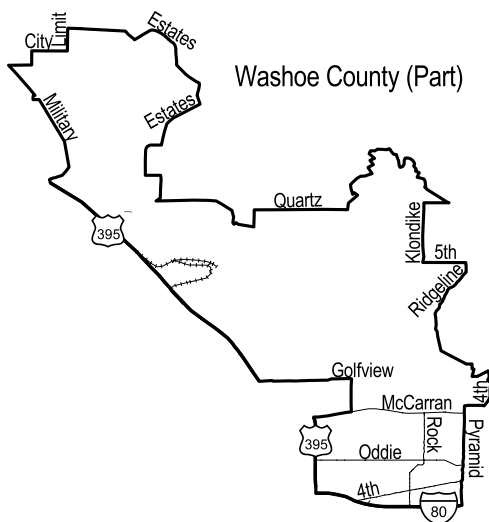 City
Limit
Estates
Washoe County (Part)
Estates
Military
Quartz
Klondike
395
5th
Ridgeline
Golfview
4th
McCarran
Rock
Pyramid
395
Oddie
4th
80